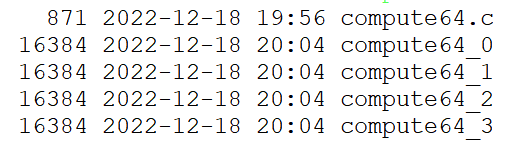 871 2022-12-18 19:56 compute64.c
16384 2022-12-18 20:04 compute64_0
16384 2022-12-18 20:04 compute64_1
16384 2022-12-18 20:04 compute64_2
16384 2022-12-18 20:04 compute64_3